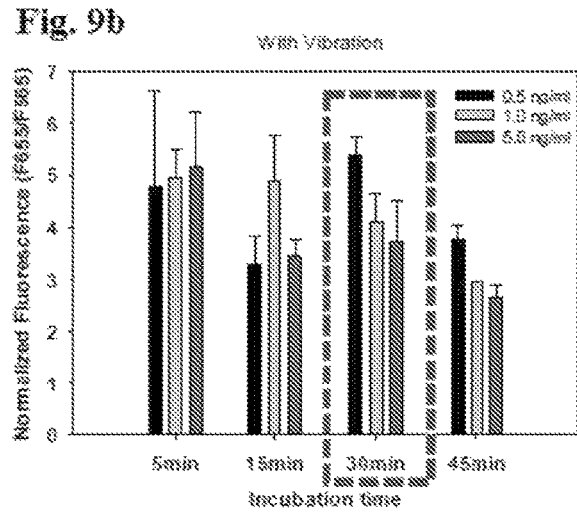 Fig. 9b
With Vibration
Normalized Fluorescence (F655/F565)
7
6
5
4
3
2
1
0
0.5 ng/ml
1.0 ng/ml
5.0 ng/ml
5min
15min
30min
45min
Incubation time